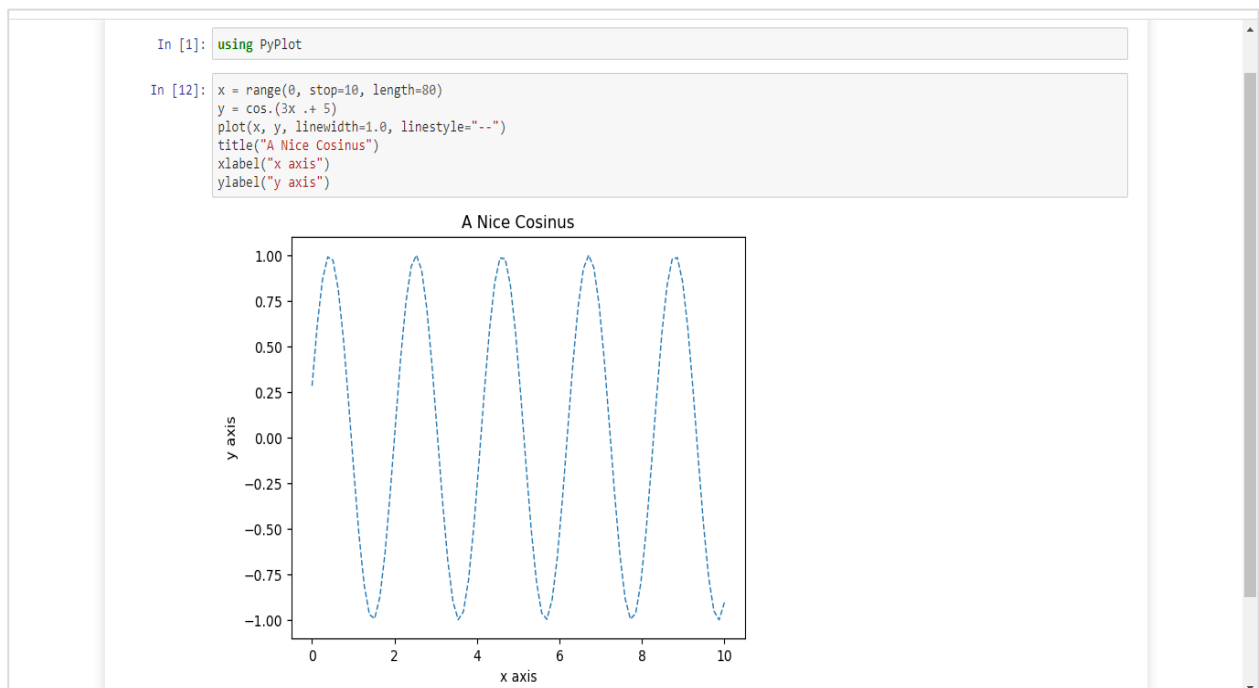 In [1]: using PyPlot
In [12]: x = range(0, stop=10, length=80)
y = cos.(3x .+ 5)
plot(x, y, linewidth=1.0, linestyle="--")
title("A Nice Cosinus")
xlabel("x axis")
ylabel("y axis")
A Nice Cosinus
1.00
0.75
0.50
0.25
0.00
−0.25
−0.50
−0.75
−1.00
y axis
0 2 4 6 8 10
x axis